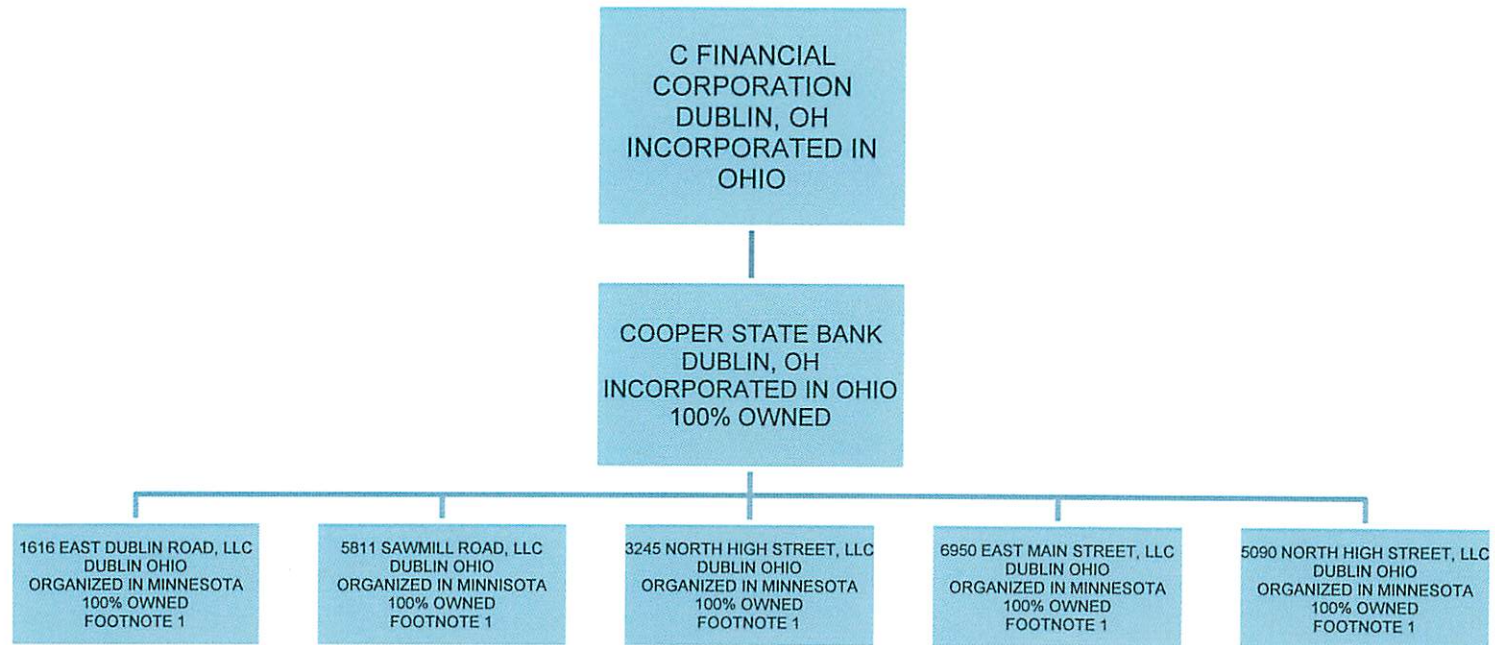 C FINANCIAL
CORPORATION
DUBLIN, OH
INCORPORATED IN
OHIO
COOPER STATE BANK
DUBLIN, OH
INCORPORATED IN OHIO
100% OWNED
1616 EAST DUBLIN ROAD, LLC
DUBLIN OHIO
ORGANIZED IN MINNESOTA
100% OWNED
FOOTNOTE 1
5811 SAWMILL ROAD, LLC
DUBLIN OHIO
ORGANIZED IN MINNISOTA
100% OWNED
FOOTNOTE 1
3245 NORTH HIGH STREET, LLC
DUBLIN OHIO
ORGANIZED IN MINNESOTA
100% OWNED
FOOTNOTE 1
6950 EAST MAIN STREET, LLC
DUBLIN OHIO
ORGANIZED IN MINNESOTA
100% OWNED
FOOTNOTE 1
5090 NORTH HIGH STREET, LLC
DUBLIN OHIO
ORGANIZED IN MINNESOTA
100% OWNED
FOOTNOTE 1